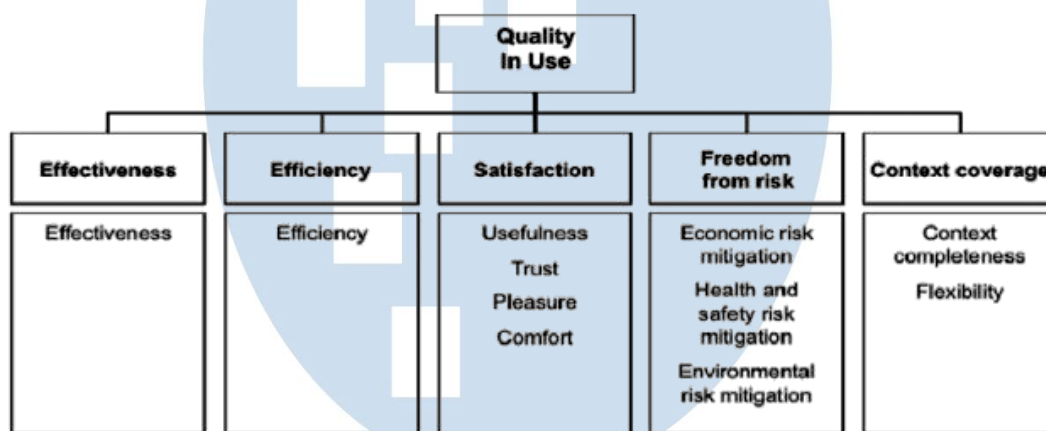 Quality
In Use
Effectiveness
Efficiency
Satisfaction
Freedom
from risk
Context coverage
Effectiveness
Efficiency
Usefulness
Trust
Pleasure
Comfort
Economic risk
mitigation
Health and
safety risk
mitigation
Environmental
risk mitigation
Context
completeness
Flexibility